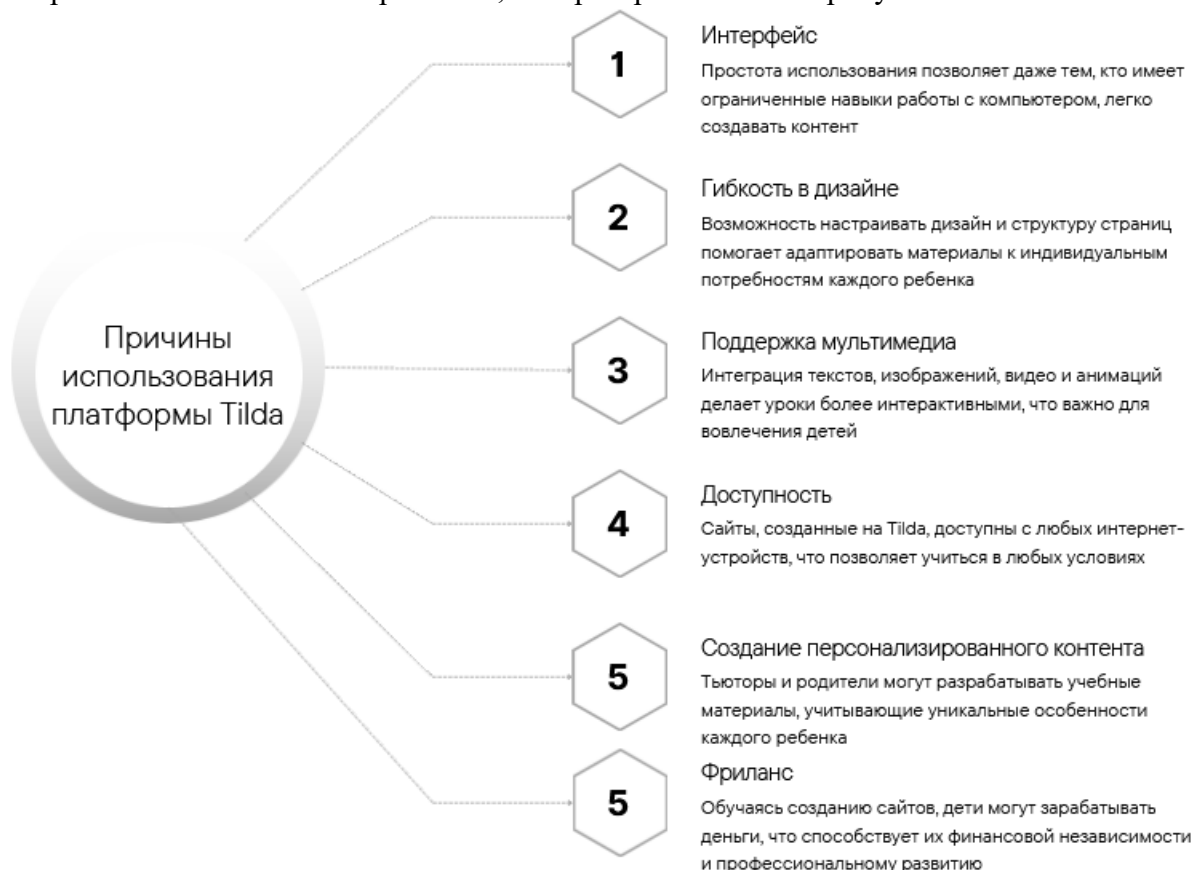 Причины
использования
платформы Tilda
1
Интерфейс
Простота использования позволяет даже тем, кто имеет
ограниченные навыки работы с компьютером, легко
создавать контент
2
Гибкость в дизайне
Возможность настраивать дизайн и структуру страниц
помогает адаптировать материалы к индивидуальным
потребностям каждого ребенка
3
Поддержка мультимедиа
Интеграция текстов, изображений, видео и анимаций
делает уроки более интерактивными, что важно для
вовлечения детей
4
Доступность
Сайты, созданные на Tilda, доступны с любых интернет-
устройств, что позволяет учиться в любых условиях
5
Создание персонализированного контента
Тьюторы и родители могут разрабатывать учебные
материалы, учитывающие уникальные особенности
каждого ребенка
5
Фриланс
Обучаясь созданию сайтов, дети могут зарабатывать
деньги, что способствует их финансовой независимости
и профессиональному развитию